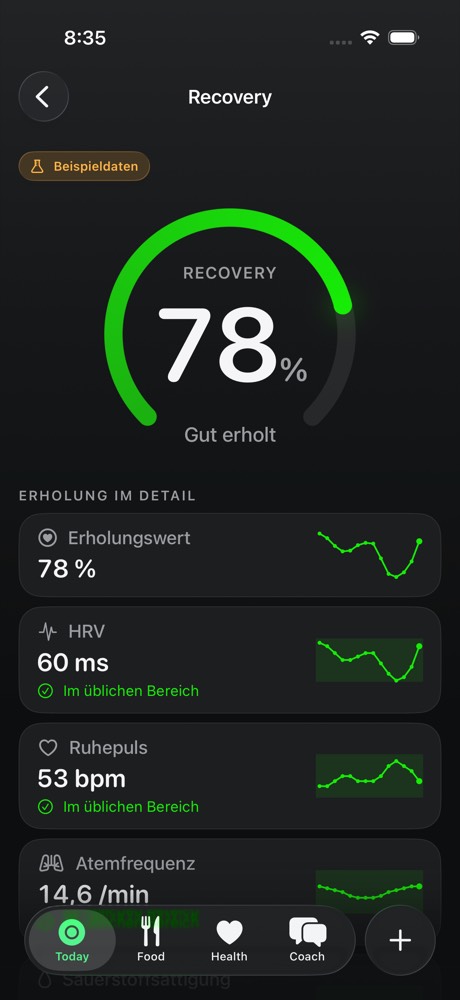 8:35
Recovery
Beispieldaten
RECOVERY
78%
Gut erholt
ERHOLUNG IM DETAIL
Erholungswert
78 %
HRV
60 ms
Im üblichen Bereich
Ruhepuls
53 bpm
Im üblichen Bereich
Atemfrequenz
14,6 /min
Today
Food
Health
Coach
Sauerstoffsättigung